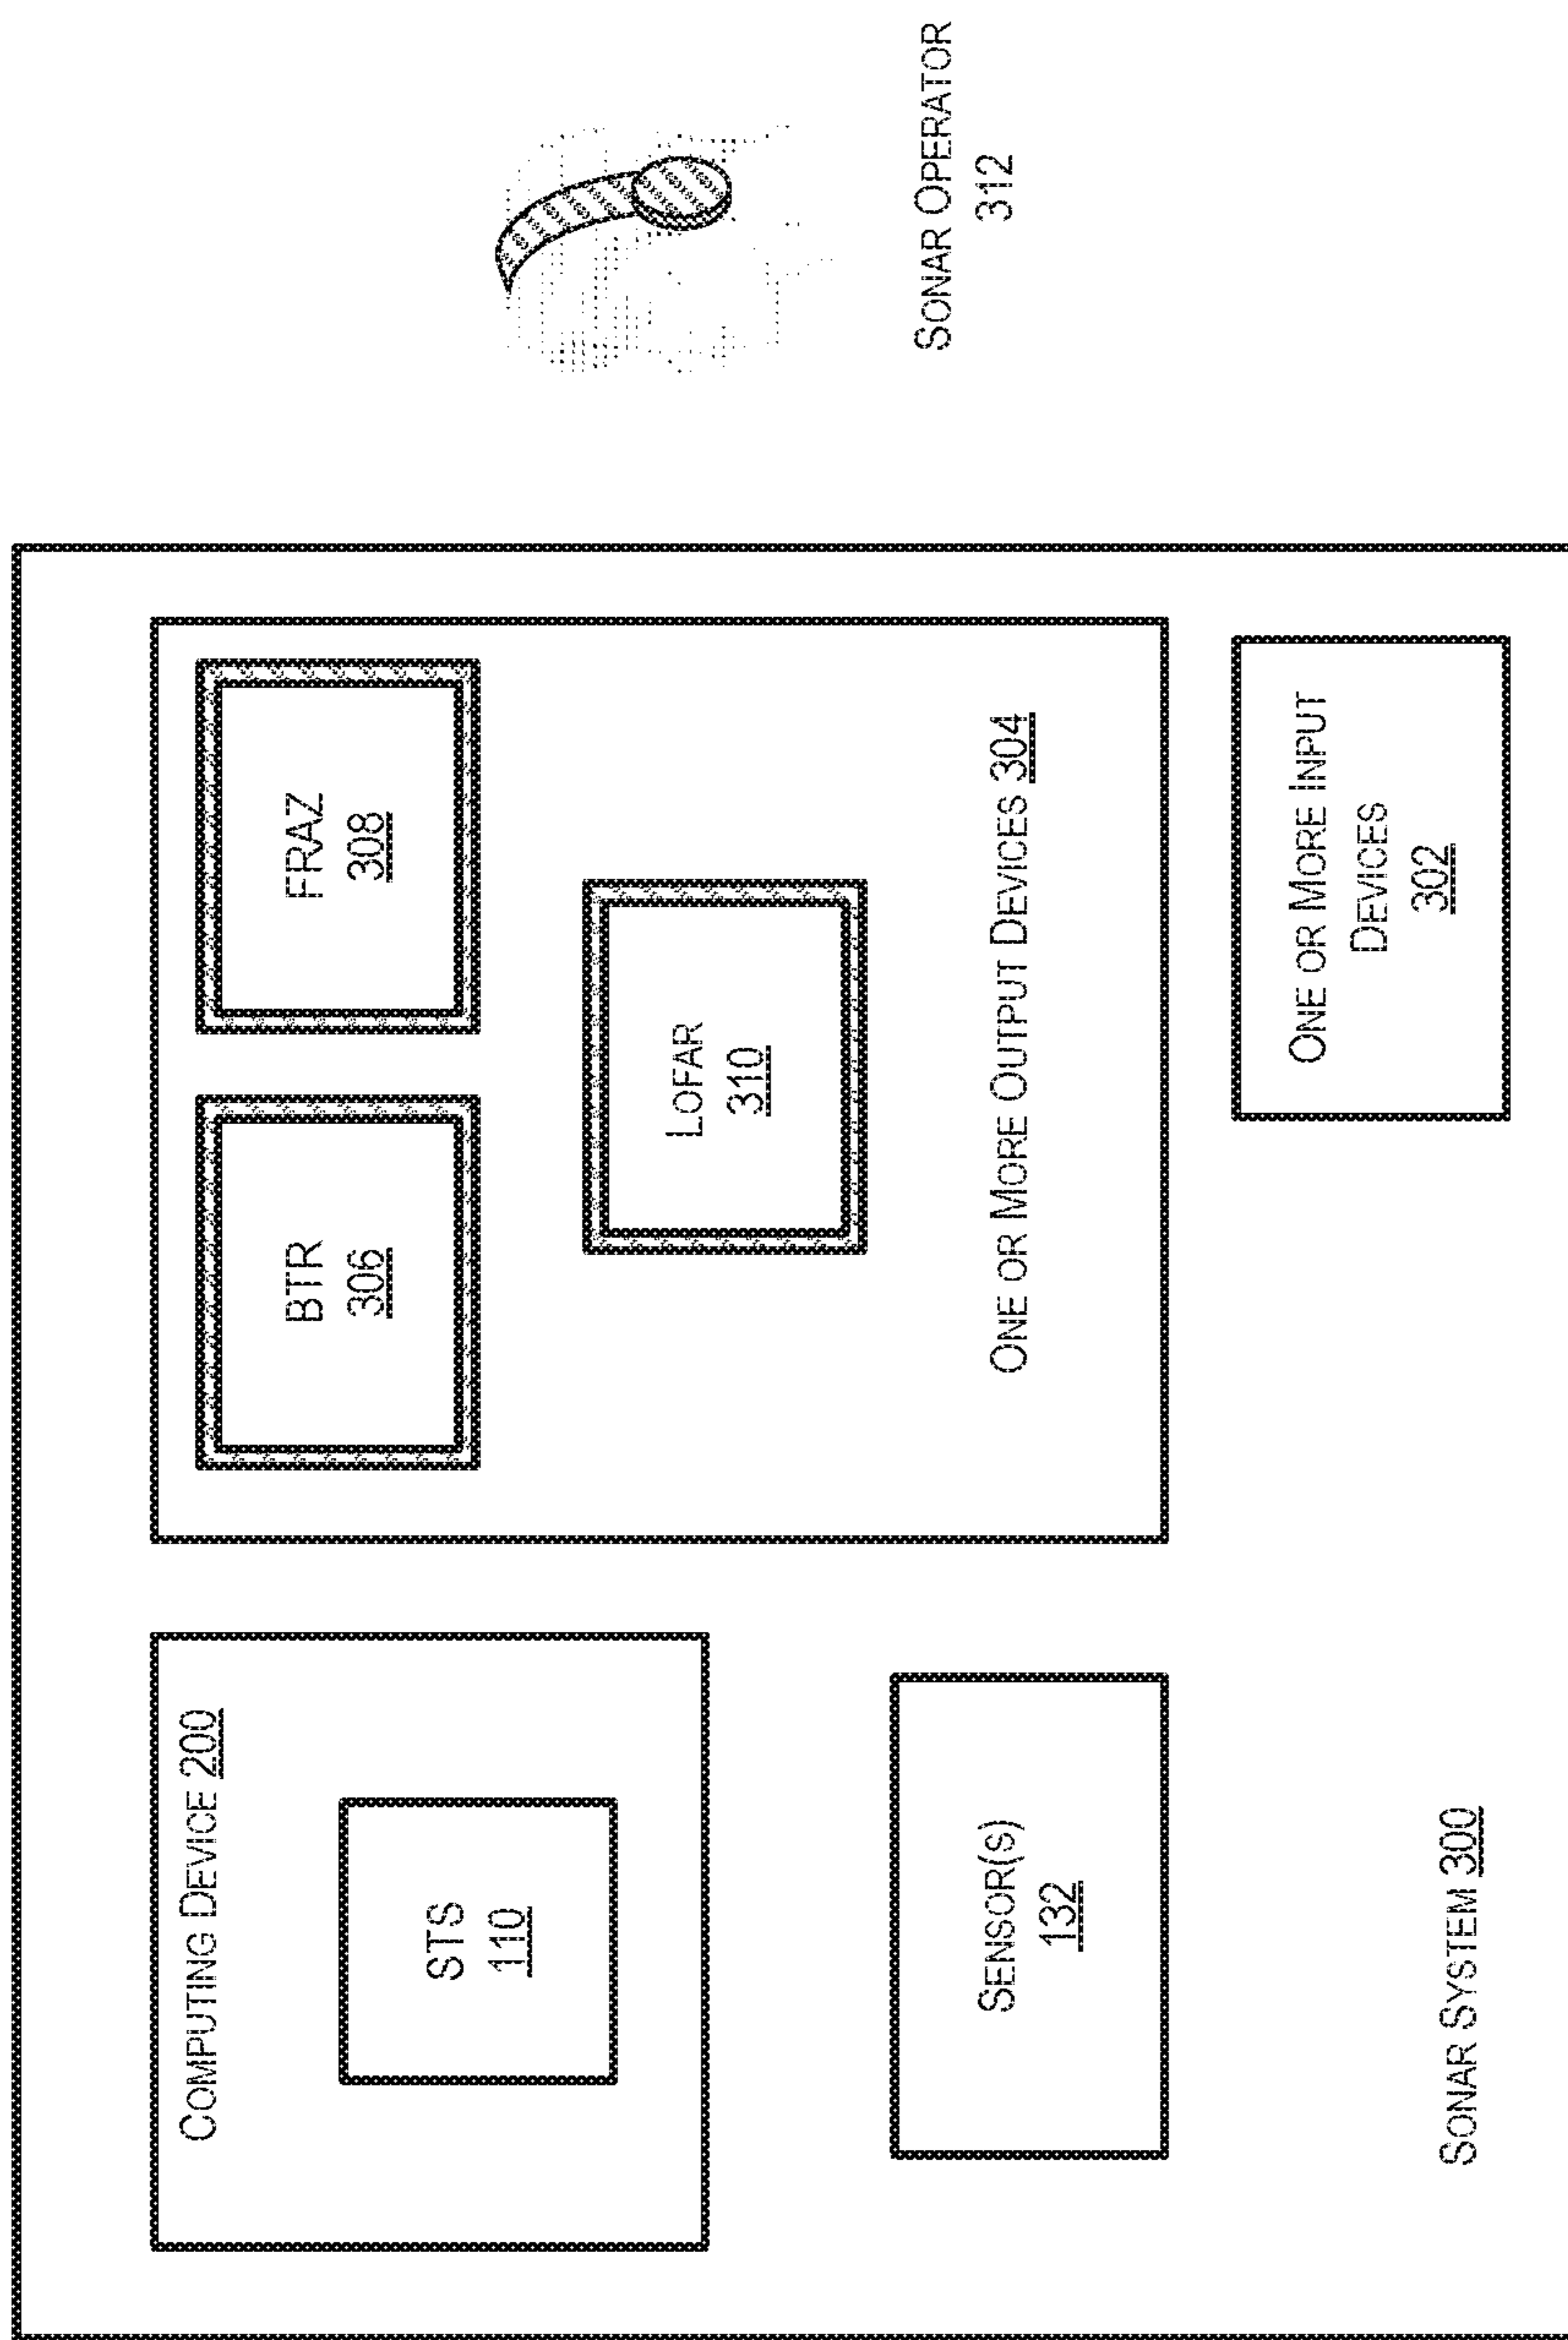 COMPUTING DEVICE 200
STS
110
SENSOR(S)
132
SONAR SYSTEM 300
BTR
306
FRAZ
308
LOFAR
310
ONE OR MORE OUTPUT DEVICES 304
ONE OR MORE INPUT
DEVICES
302
SONAR OPERATOR
312